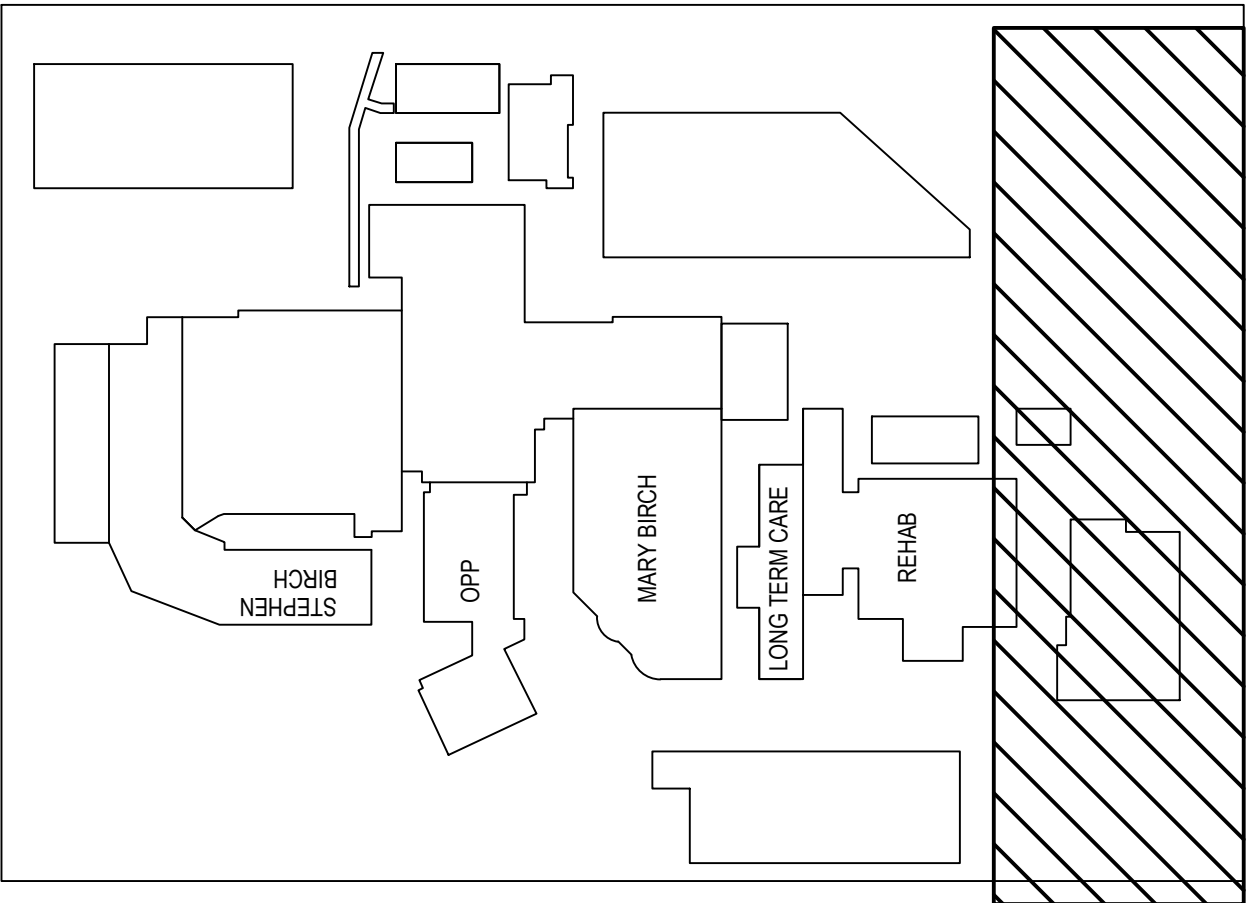 STEPHEN
BIRCH
OPP
MARY BIRCH
LONG TERM CARE
REHAB